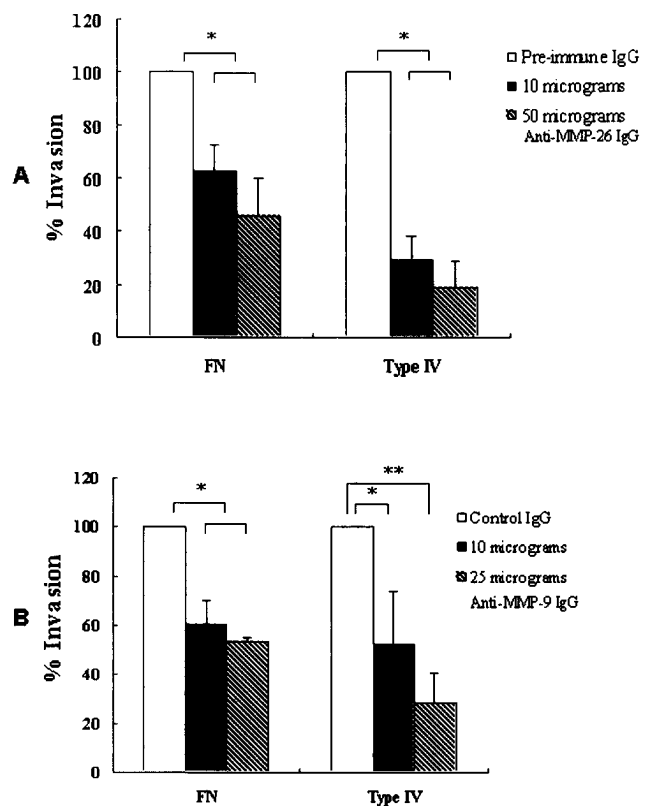 A
% Invasion
120
100
80
60
40
20
0
*
*
FN
Type IV
Pre-immune IgG
10 micrograms
50 micrograms
Anti-MMP-26 IgG
B
% Invasion
120
100
80
60
40
20
0
*
**
*
FN
Type IV
Control IgG
10 micrograms
25 micrograms
Anti-MMP-9 IgG